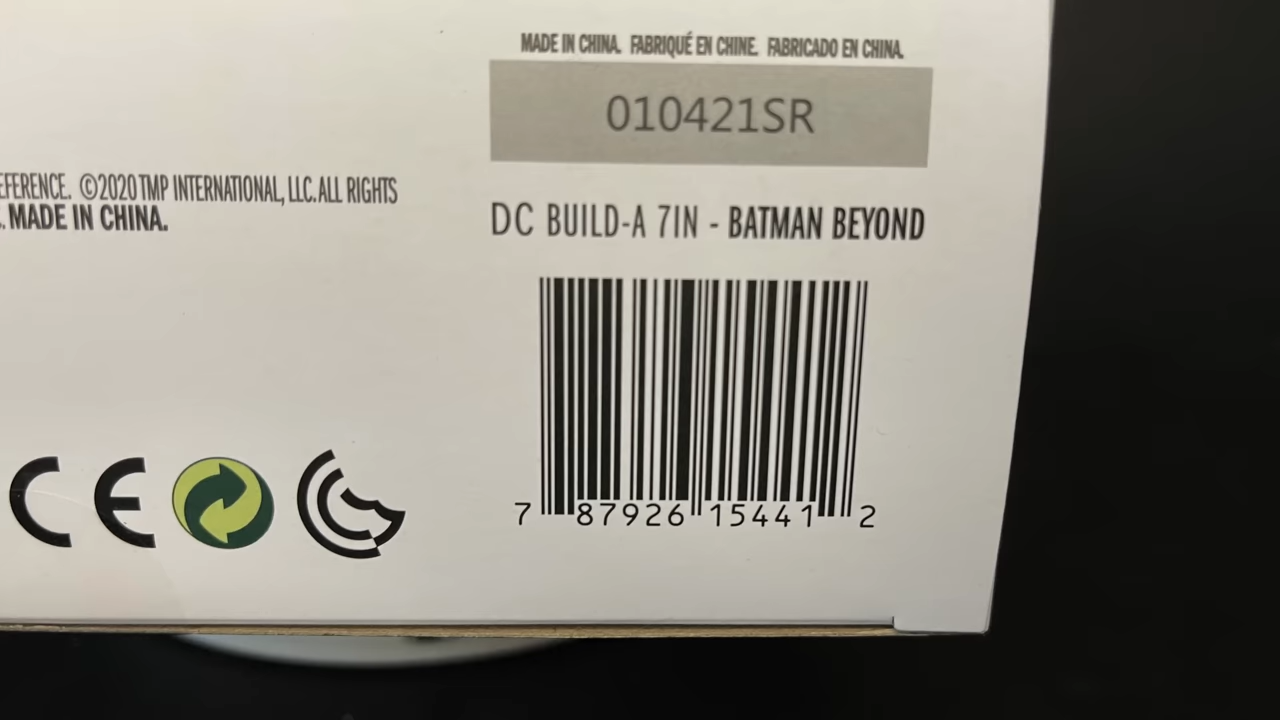 MADE IN CHINA. FABRIQUÉ EN CHINE. FABRICADO EN CHINA.
010421SR
EFERENCE. ©2020 TMP INTERNATIONAL, LLC. ALL RIGHTS
. MADE IN CHINA.
DC BUILD-A 7IN - BATMAN BEYOND
CE
7 87926 15441 2